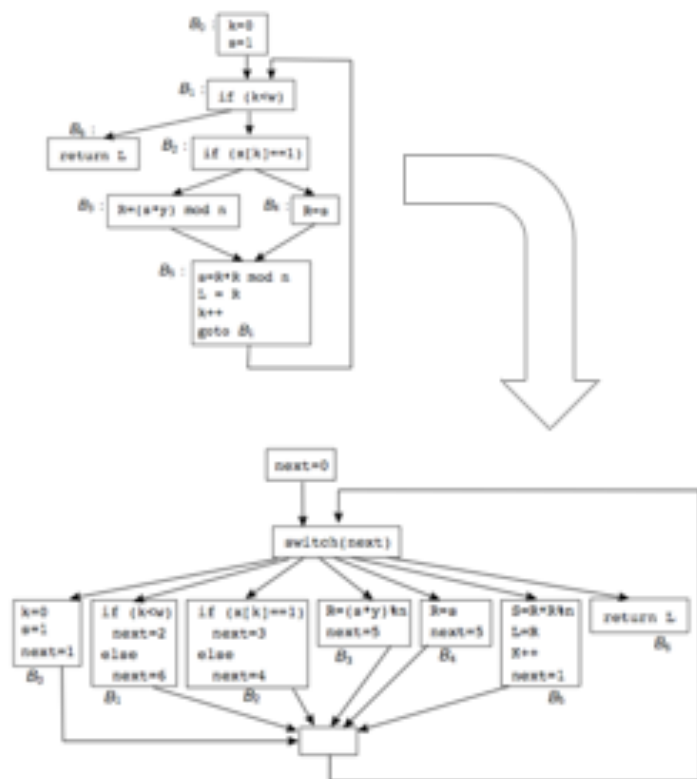 B0 :
k=0
s=1
B1 :
if (k<w)
B6 :
return L
B2 :
if (x[k]==1)
B3 :
R=(s*y) mod n
B4 :
R=s
B5 :
s=R*R mod n
L = R
k++
goto B1
next=0
switch(next)
k=0
s=1
next=1
B0
if (k<w)
next=2
else
next=6
B1
if (x[k]==1)
next=3
else
next=4
B2
R=(s*y)%n
next=5
B3
R=s
next=5
B4
S=R*R%n
L=R
K++
next=1
B5
return L
B6